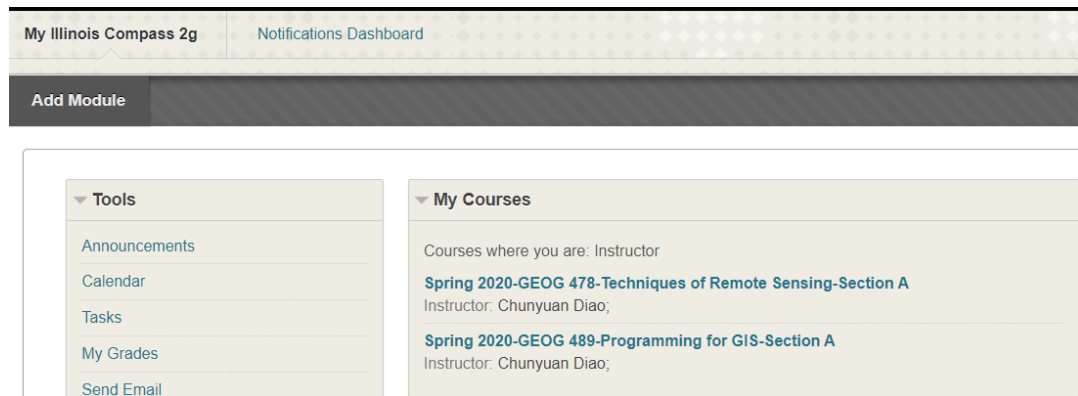 My Illinois Compass 2g
Notifications Dashboard
Add Module
Tools
Announcements
Calendar
Tasks
My Grades
Send Email
My Courses
Courses where you are: Instructor
Spring 2020-GEOG 478-Techniques of Remote Sensing-Section A
Instructor: Chunyuan Diao;
Spring 2020-GEOG 489-Programming for GIS-Section A
Instructor: Chunyuan Diao;